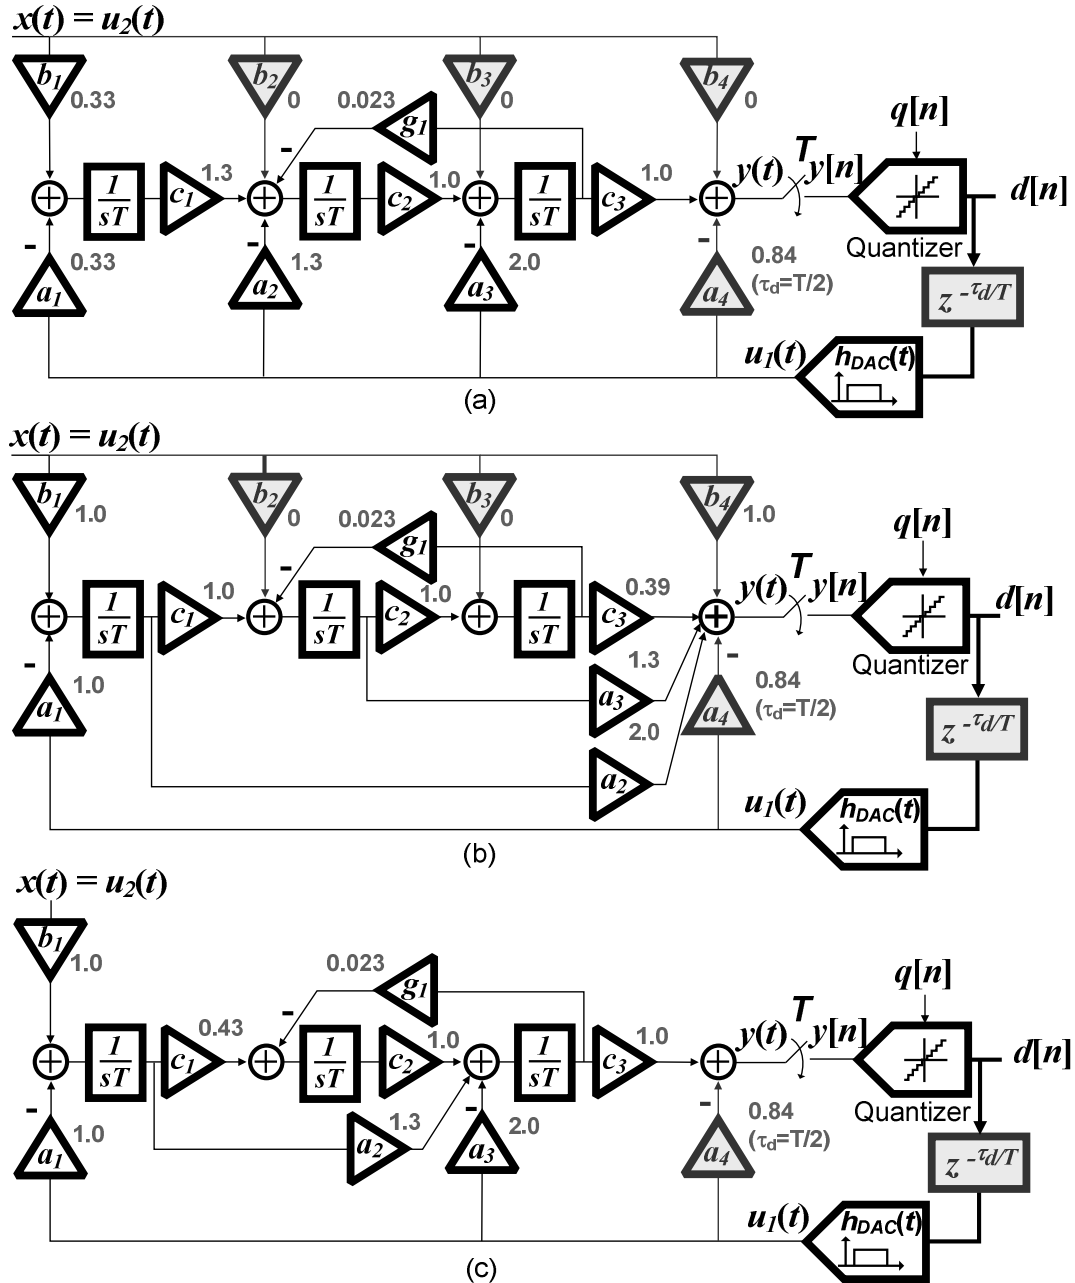 x(t) = u2(t)
b1 b2 b3 b4
0.33 0 0.023 0 0
g1 q[n]
- T
1/sT c1 1.3 1/sT c2 1.0 1/sT c3 1.0 y(t) y[n] d[n]
Quantizer
- - - -
a1 0.33 a2 1.3 a3 2.0 a4 0.84
(τd=T/2)
z -τd/T
u1(t) hDAC(t)
(a)
x(t) = u2(t)
b1 b2 b3 b4
1.0 0 0.023 0 1.0
g1 q[n]
- T
1/sT c1 1.0 1/sT c2 1.0 1/sT c3 0.39 y(t) y[n] d[n]
Quantizer
- -
a1 1.0 a3 1.3 a4 0.84
(τd=T/2)
2.0
z -τd/T
a2
u1(t) hDAC(t)
(b)
x(t) = u2(t)
b1
1.0 0.023
g1 q[n]
- T
1/sT c1 0.43 1/sT c2 1.0 1/sT c3 1.0 y(t) y[n] d[n]
Quantizer
- - -
a1 1.0 a2 1.3 a3 2.0 a4 0.84
(τd=T/2)
z -τd/T
u1(t) hDAC(t)
(c)